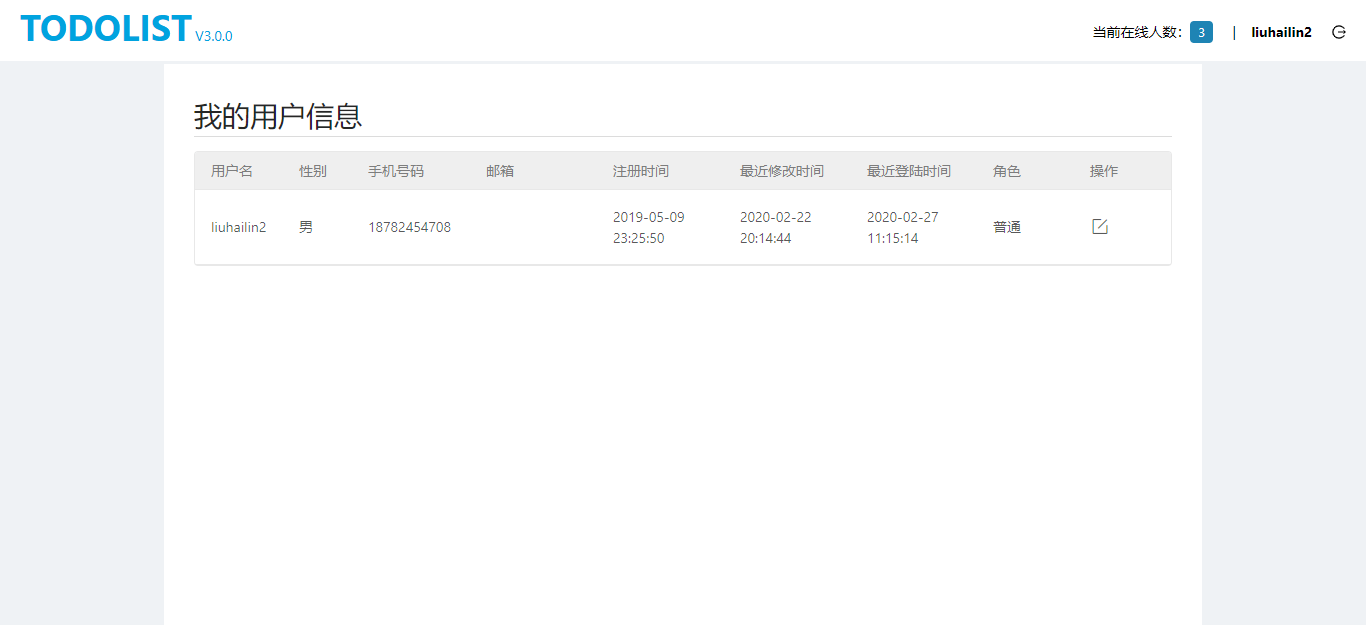 TODOLIST V3.0.0
当前在线人数： 3 | liuhailin2
我的用户信息
用户名 性别 手机号码 邮箱 注册时间 最近修改时间 最近登陆时间 角色 操作
liuhailin2 男 18782454708 2019-05-09 23:25:50 2020-02-22 20:14:44 2020-02-27 11:15:14 普通